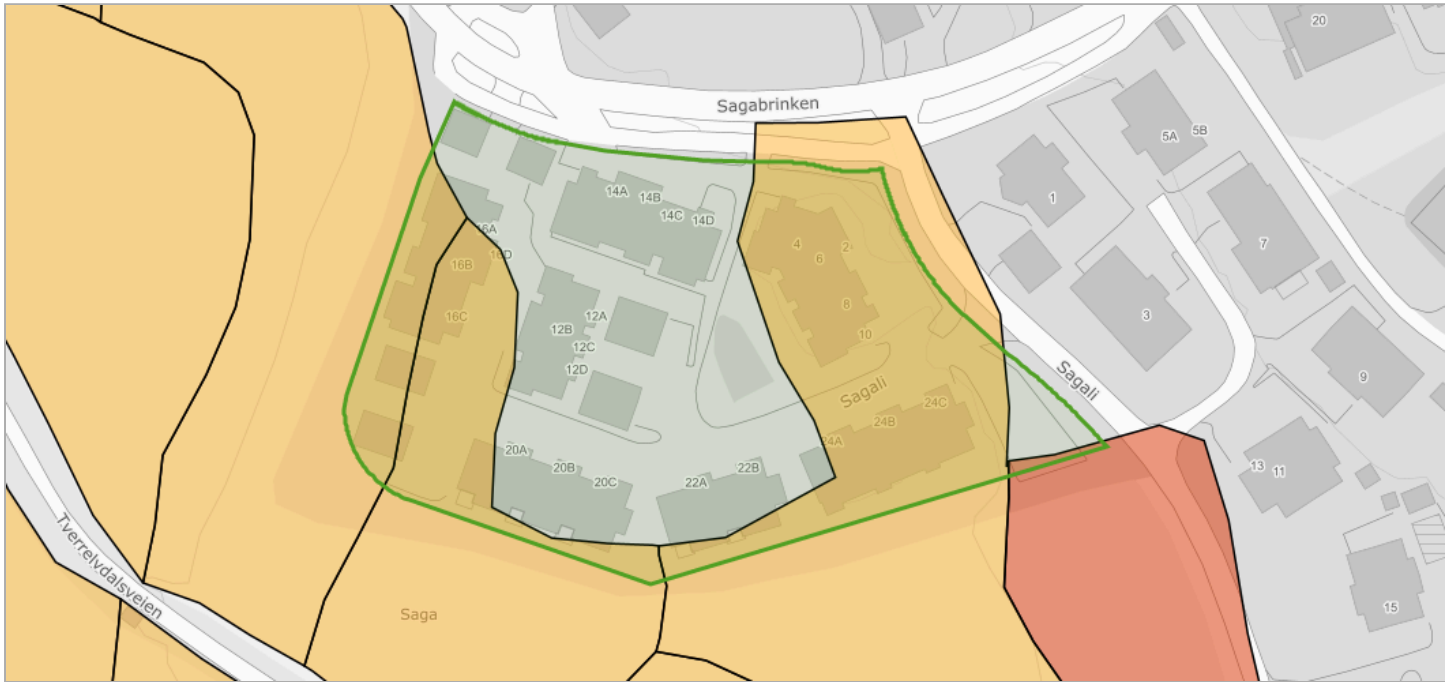 20
Sagabrinken
5A
5B
14A
14B
14C
14D
1
16A
16D
4
6
2
7
16B
8
16C
12A
12B
10
3
12C
12D
Sagali
Sagali
9
24C
24B
24A
20A
20B
22B
13
11
20C
22A
Tverrelvdalsveien
Saga
15